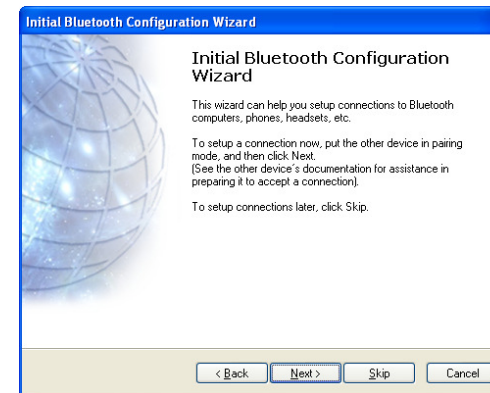 Initial Bluetooth Configuration Wizard
Initial Bluetooth Configuration
Wizard
This wizard can help you setup connections to Bluetooth
computers, phones, headsets, etc.
To setup a connection now, put the other device in pairing
mode, and then click Next.
(See the other device's documentation for assistance in
preparing it to accept a connection).
To setup connections later, click Skip.
< Back
Next >
Skip
Cancel